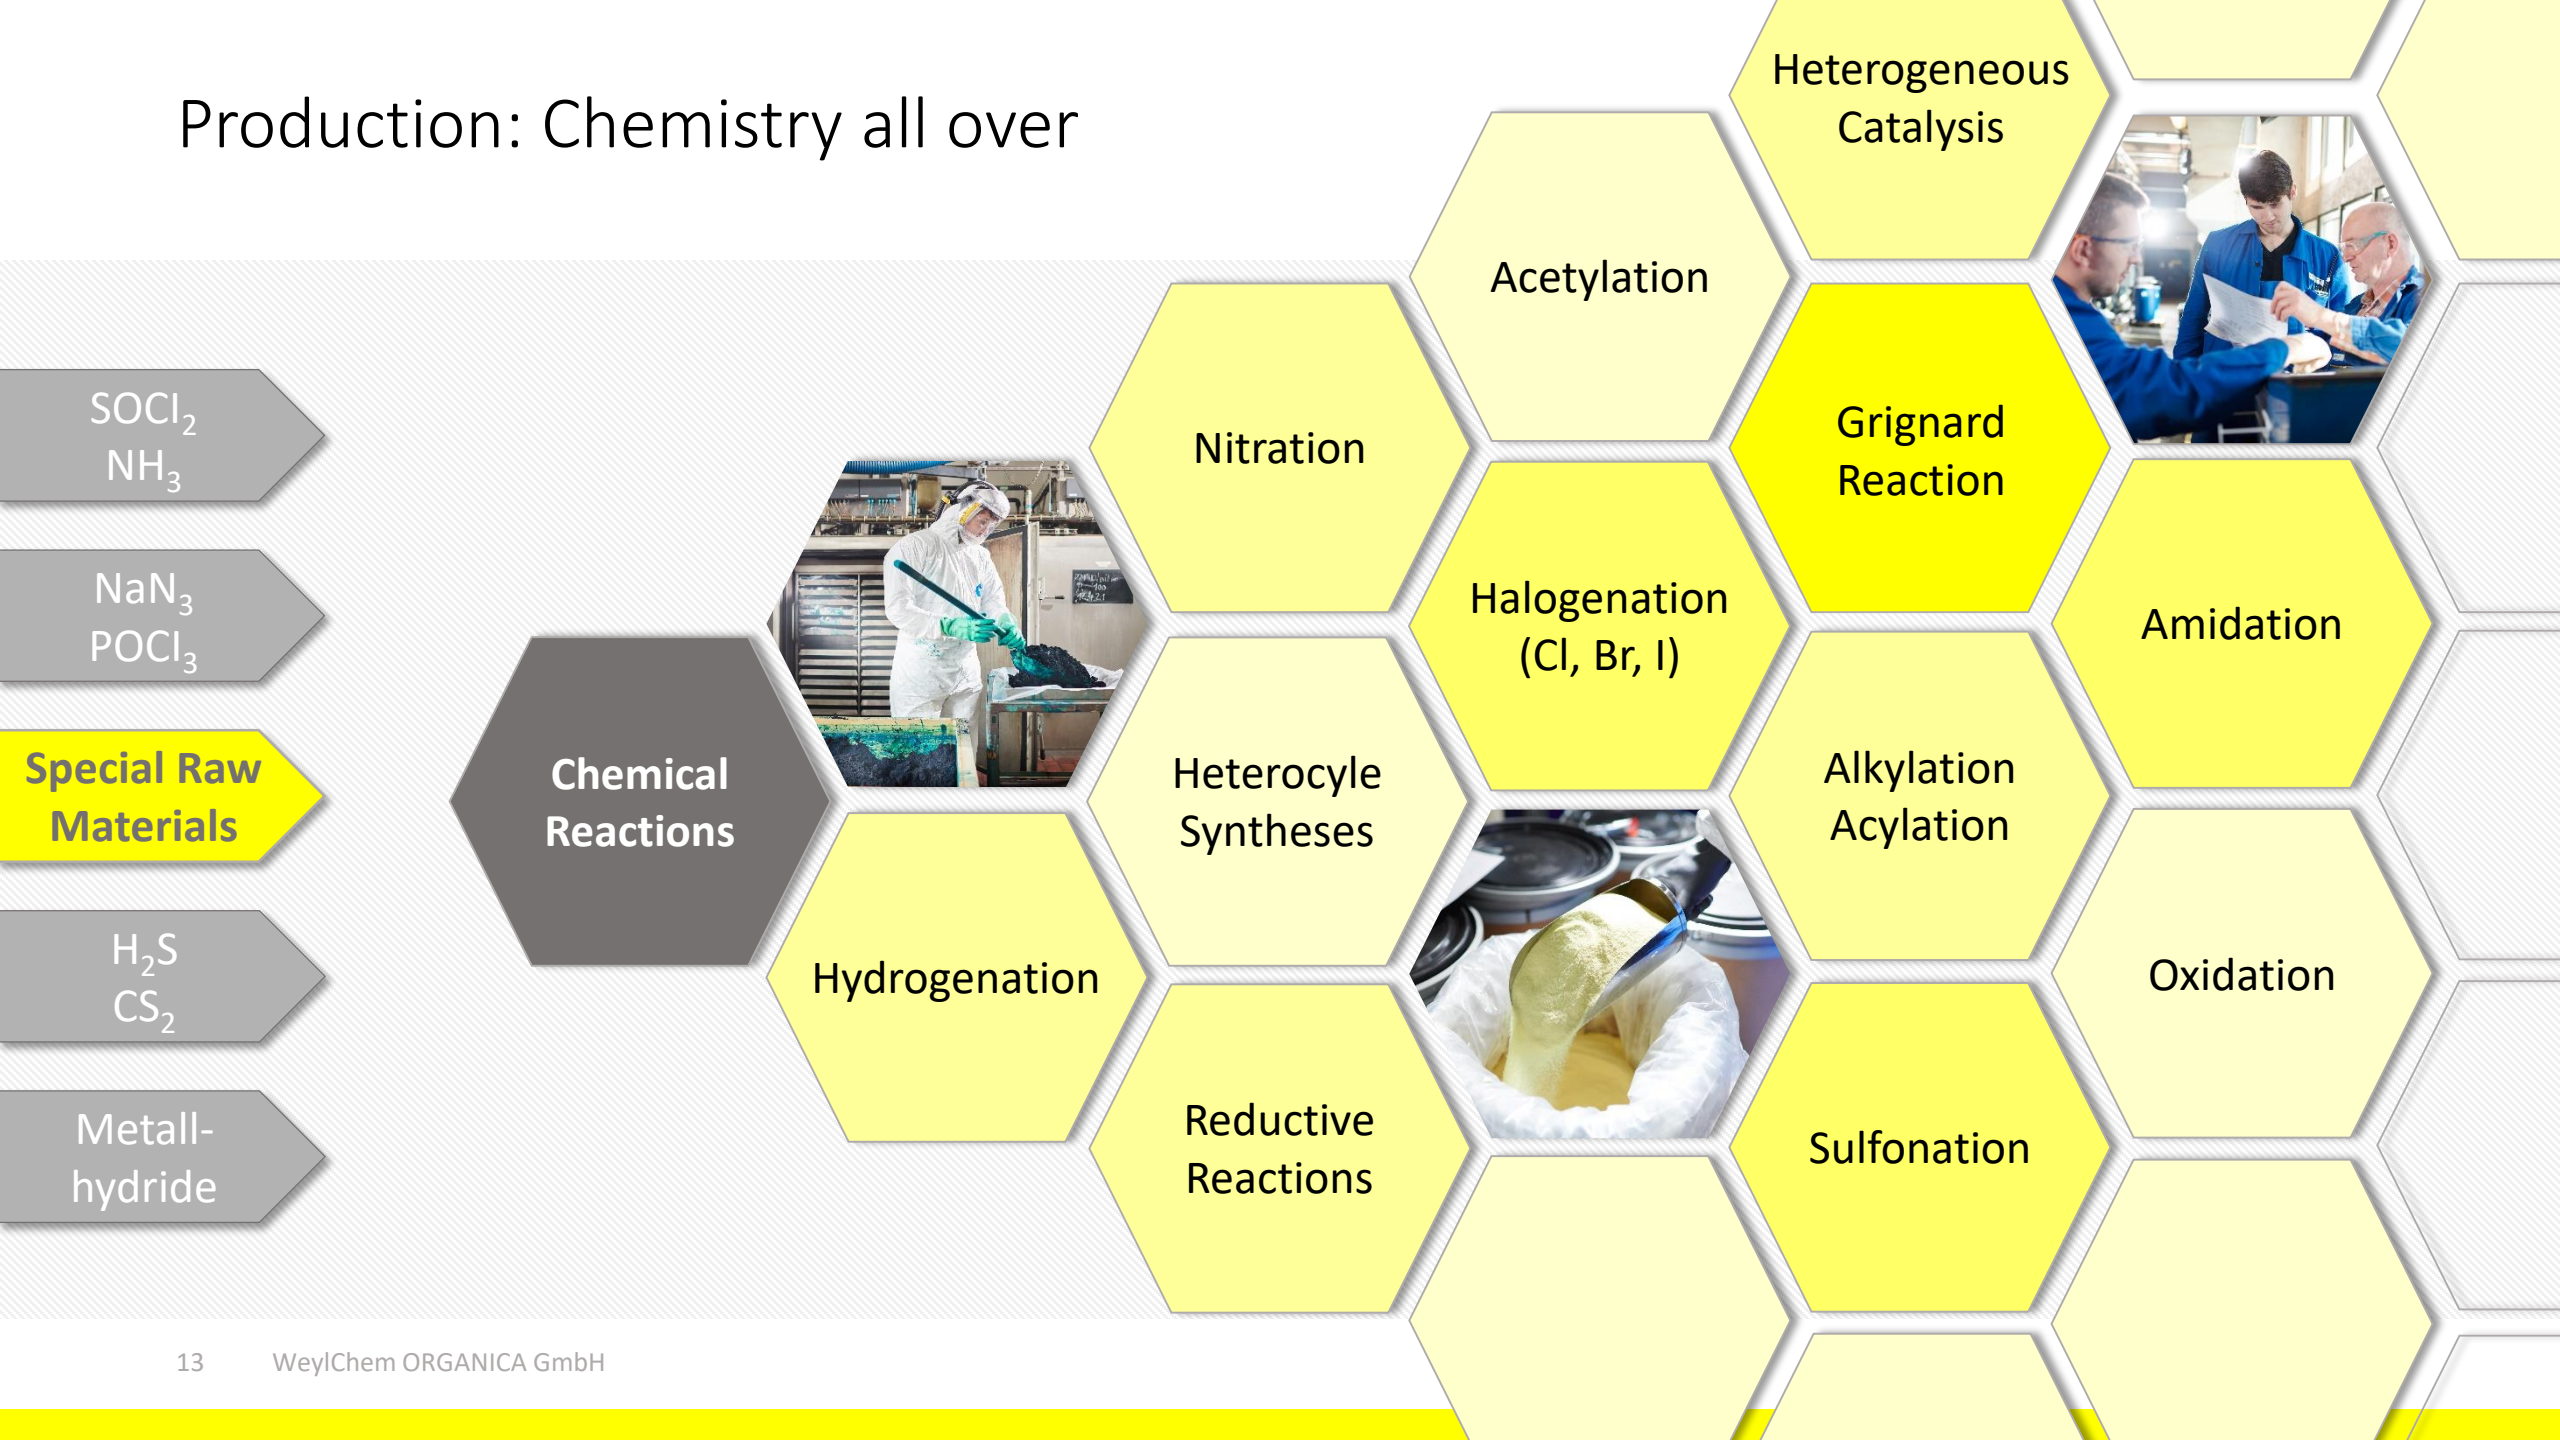 Production: Chemistry all over
SOCl₂
NH₃
NaN₃
POCl₃
Special Raw
Materials
H₂S
CS₂
Metall-
hydride
Chemical
Reactions
Hydrogenation
Nitration
Heterocyle
Syntheses
Reductive
Reactions
Acetylation
Halogenation
(Cl, Br, I)
Heterogeneous
Catalysis
Grignard
Reaction
Alkylation
Acylation
Sulfonation
Amidation
Oxidation
13 WeylChem ORGANICA GmbH